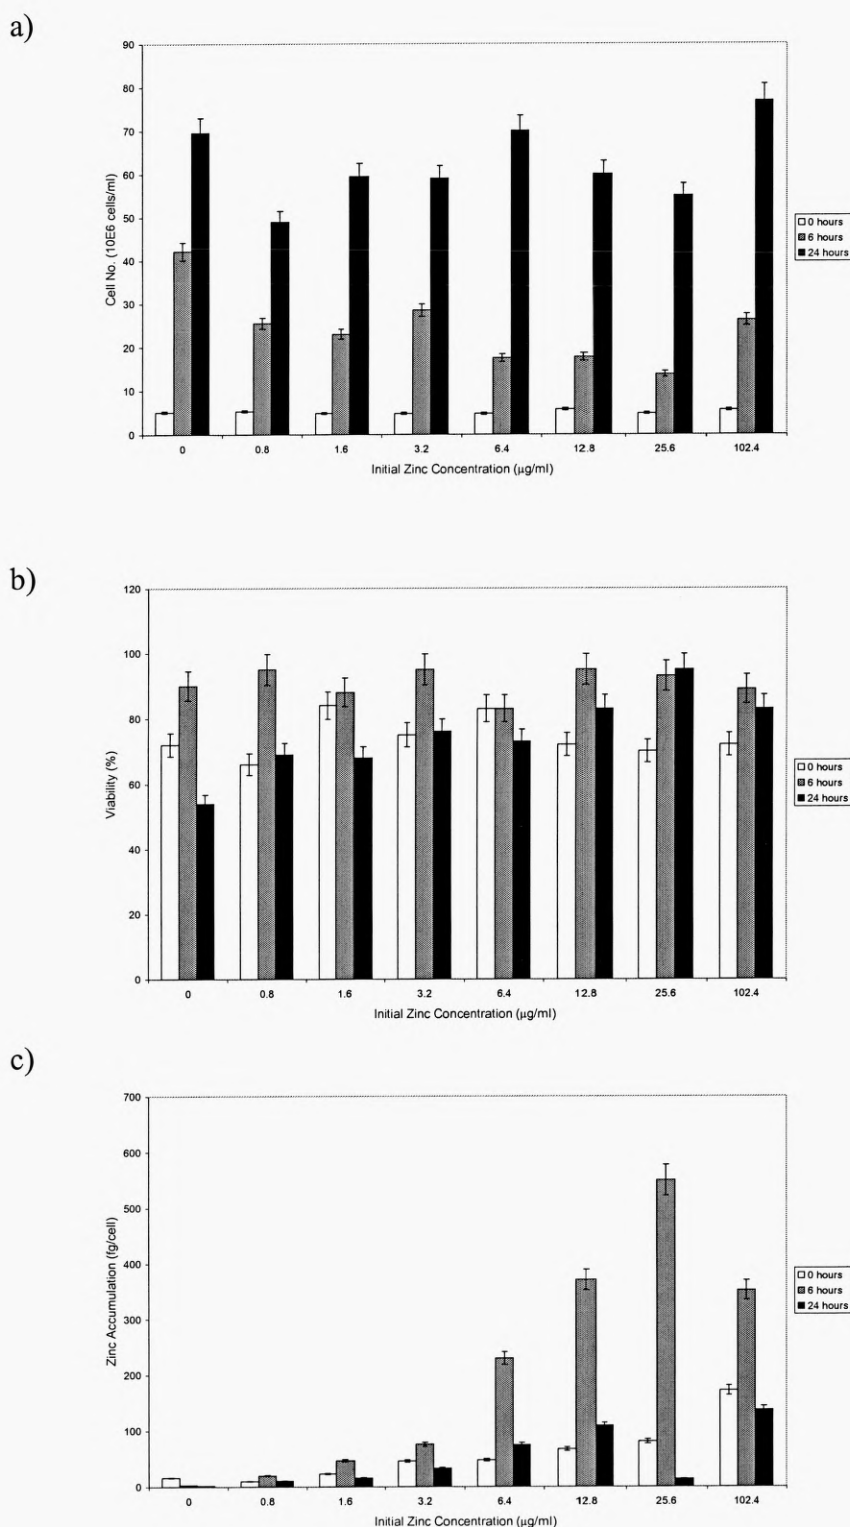 a)
90
80
70
60
50
40
30
20
10
0
Cell No. (10E6 cells/ml)
0 0.8 1.6 3.2 6.4 12.8 25.6 102.4
Initial Zinc Concentration (µg/ml)
0 hours
6 hours
24 hours
b)
120
100
80
60
40
20
0
Viability (%)
0 0.8 1.6 3.2 6.4 12.8 25.6 102.4
Initial Zinc Concentration (µg/ml)
0 hours
6 hours
24 hours
c)
700
600
500
400
300
200
100
0
Zinc Accumulation (fg/cell)
0 0.8 1.6 3.2 6.4 12.8 25.6 102.4
Initial Zinc Concentration (µg/ml)
0 hours
6 hours
24 hours